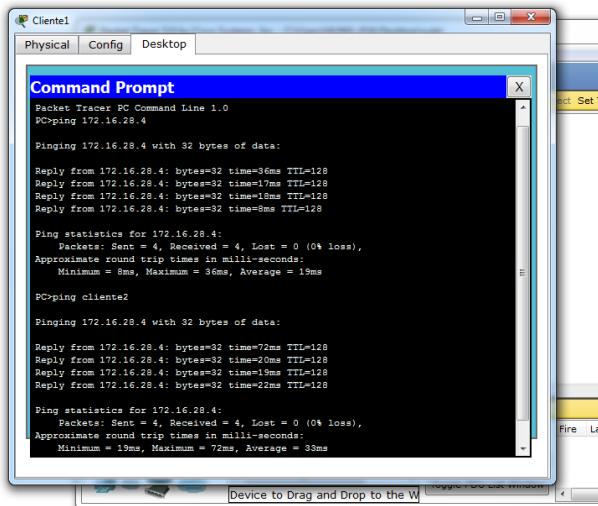 Cliente1
Physical Config Desktop
Command Prompt X
Packet Tracer PC Command Line 1.0
PC>ping 172.16.28.4
Pinging 172.16.28.4 with 32 bytes of data:
Reply from 172.16.28.4: bytes=32 time=36ms TTL=128
Reply from 172.16.28.4: bytes=32 time=17ms TTL=128
Reply from 172.16.28.4: bytes=32 time=18ms TTL=128
Reply from 172.16.28.4: bytes=32 time=8ms TTL=128
Ping statistics for 172.16.28.4:
Packets: Sent = 4, Received = 4, Lost = 0 (0% loss),
Approximate round trip times in milli-seconds:
Minimum = 8ms, Maximum = 36ms, Average = 19ms
PC>ping cliente2
Pinging 172.16.28.4 with 32 bytes of data:
Reply from 172.16.28.4: bytes=32 time=72ms TTL=128
Reply from 172.16.28.4: bytes=32 time=20ms TTL=128
Reply from 172.16.28.4: bytes=32 time=19ms TTL=128
Reply from 172.16.28.4: bytes=32 time=22ms TTL=128
Ping statistics for 172.16.28.4:
Packets: Sent = 4, Received = 4, Lost = 0 (0% loss),
Approximate round trip times in milli-seconds:
Minimum = 19ms, Maximum = 72ms, Average = 33ms
ect Set
Fire La
Toggle PDU List Window
Device to Drag and Drop to the W